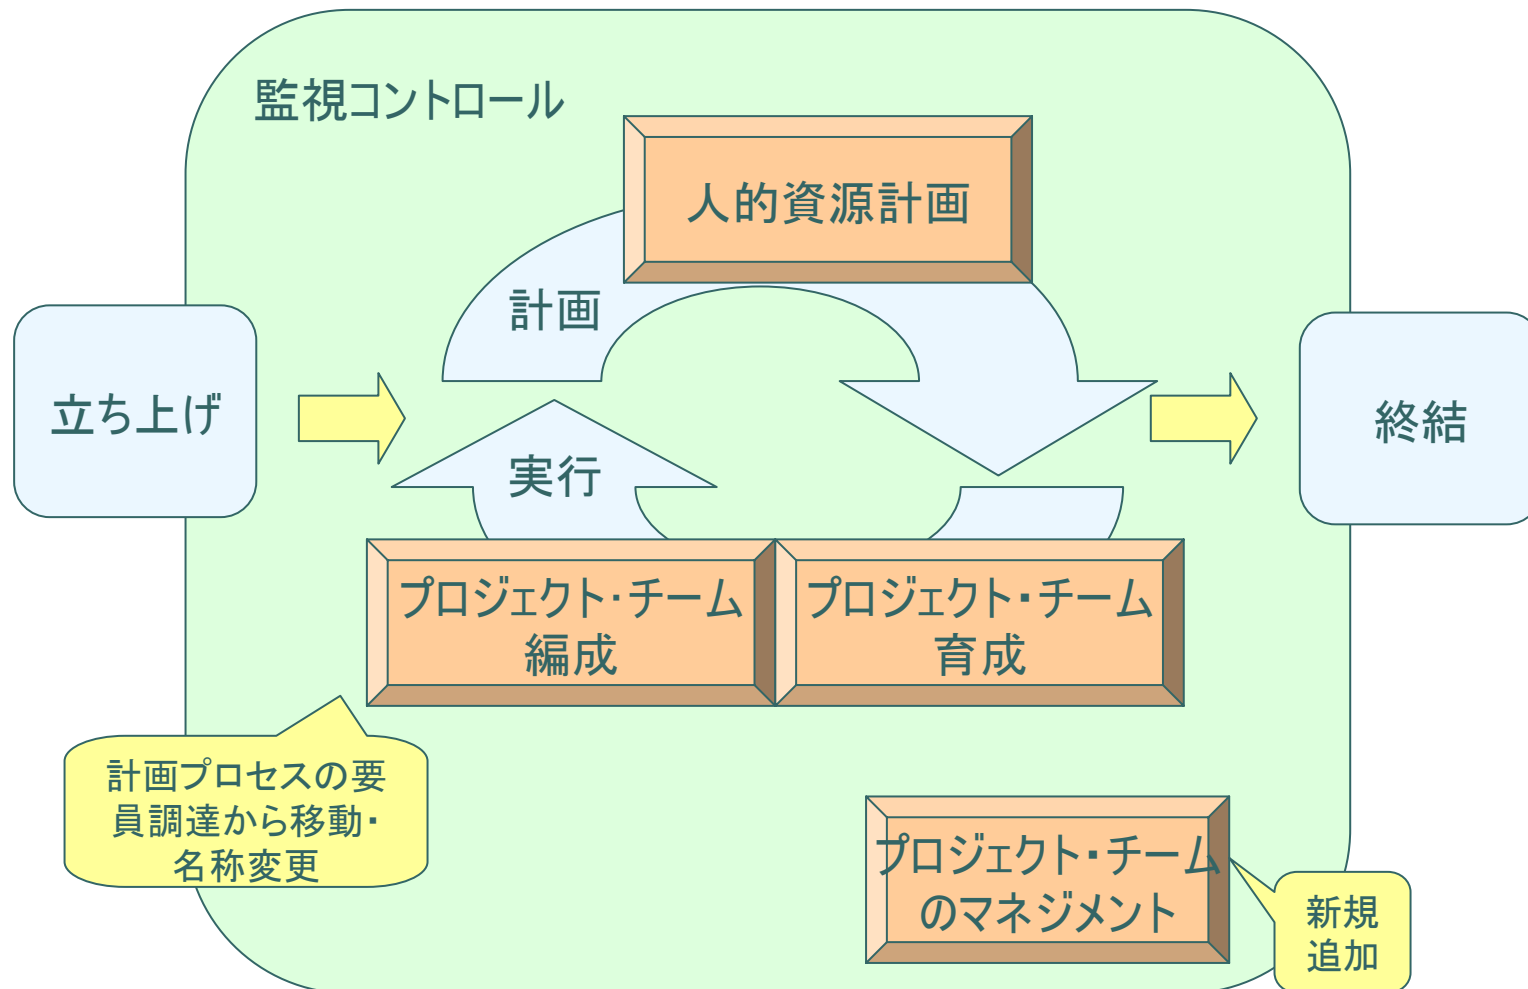 監視コントロール
人的資源計画
計画
立ち上げ
終結
実行
プロジェクト・チーム
編成
プロジェクト・チーム
育成
計画プロセスの要
員調達から移動・
名称変更
プロジェクト・チーム
のマネジメント
新規
追加